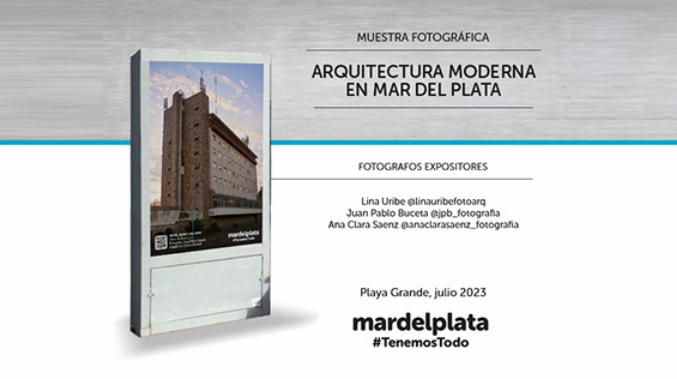 MUESTRA FOTOGRÁFICA
ARQUITECTURA MODERNA
EN MAR DEL PLATA
FOTOGRAFOS EXPOSITORES
Lina Uribe @linauribefotoarq
Juan Pablo Buceta @jpb_fotografia
Ana Clara Saenz @anaclarasaenz_fotografia
Playa Grande, julio 2023
mardelplata
#TenemosTodo
mardelplata
#TenemosTodo